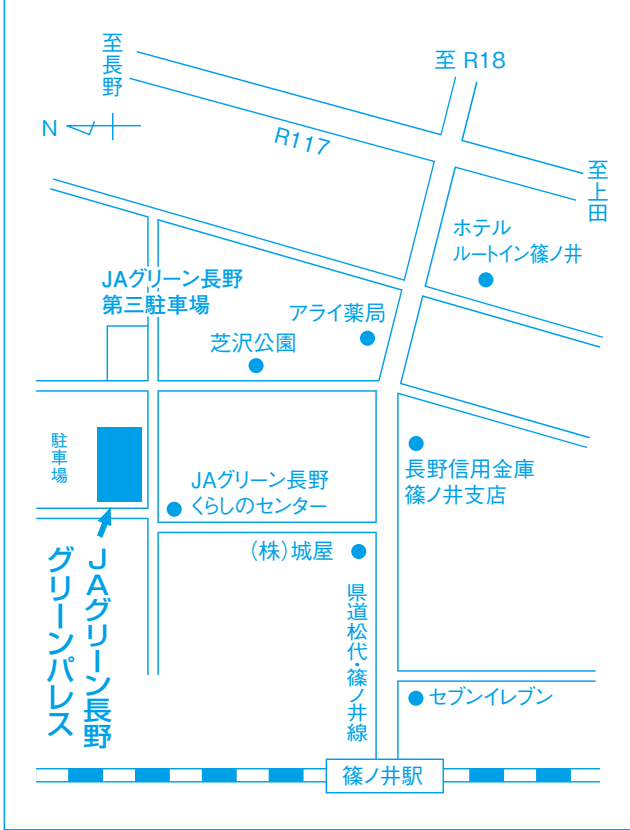 至長野
至 R18
N
R117
至上田
ホテル
ルートイン篠ノ井
JAグリーン長野
第三駐車場
アライ薬局
芝沢公園
駐車場
JAグリーン長野
くらしのセンター
長野信用金庫
篠ノ井支店
(株)城屋
JAグリーン長野
グリーンパレス
県道松代・篠ノ井線
セブンイレブン
篠ノ井駅